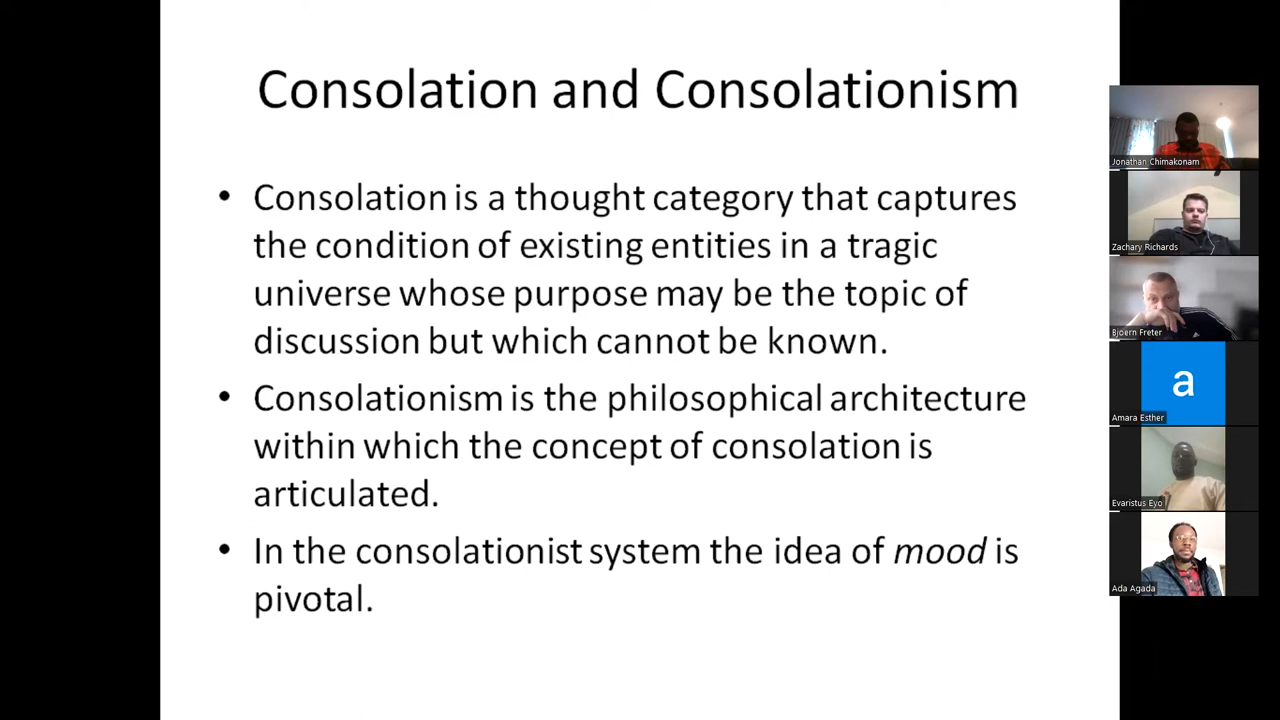 Consolation and Consolationism
• Consolation is a thought category that captures
the condition of existing entities in a tragic
universe whose purpose may be the topic of
discussion but which cannot be known.
• Consolationism is the philosophical architecture
within which the concept of consolation is
articulated.
• In the consolationist system the idea of mood is
pivotal.
Jonathan Chimakonam
Zachary Richards
Bjoern Freter
a
Amara Esther
Evaristus Eyo
Ada Agada